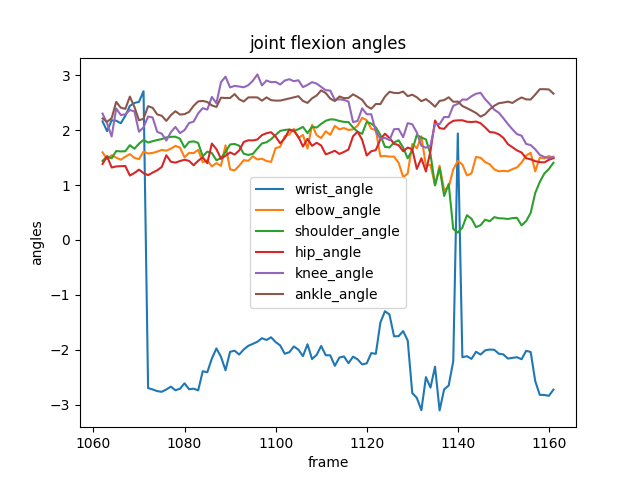 joint flexion angles
angles
3
2
1
0
−1
−2
−3
wrist_angle
elbow_angle
shoulder_angle
hip_angle
knee_angle
ankle_angle
1060 1080 1100 1120 1140 1160
frame